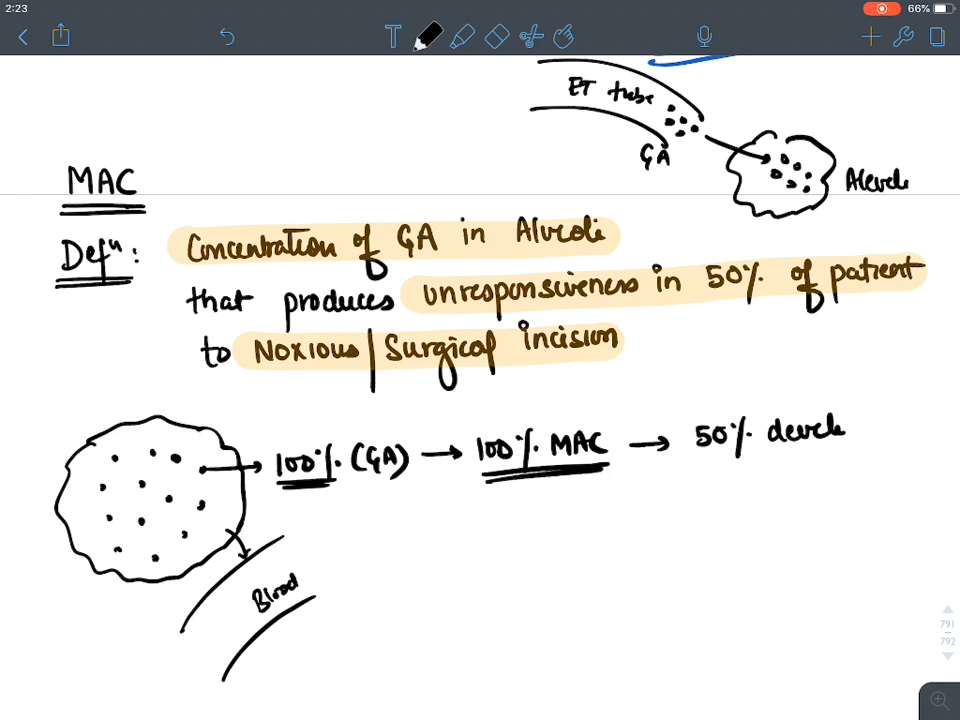 2:23
66%
T
ET tube
GA
Alveoli
MAC
Defⁿ : Concentration of GA in Alveoli
that produces unresponsiveness in 50% of patient
to Noxious | Surgical incision
100% (GA) → 100% MAC → 50%
Blood
791
792